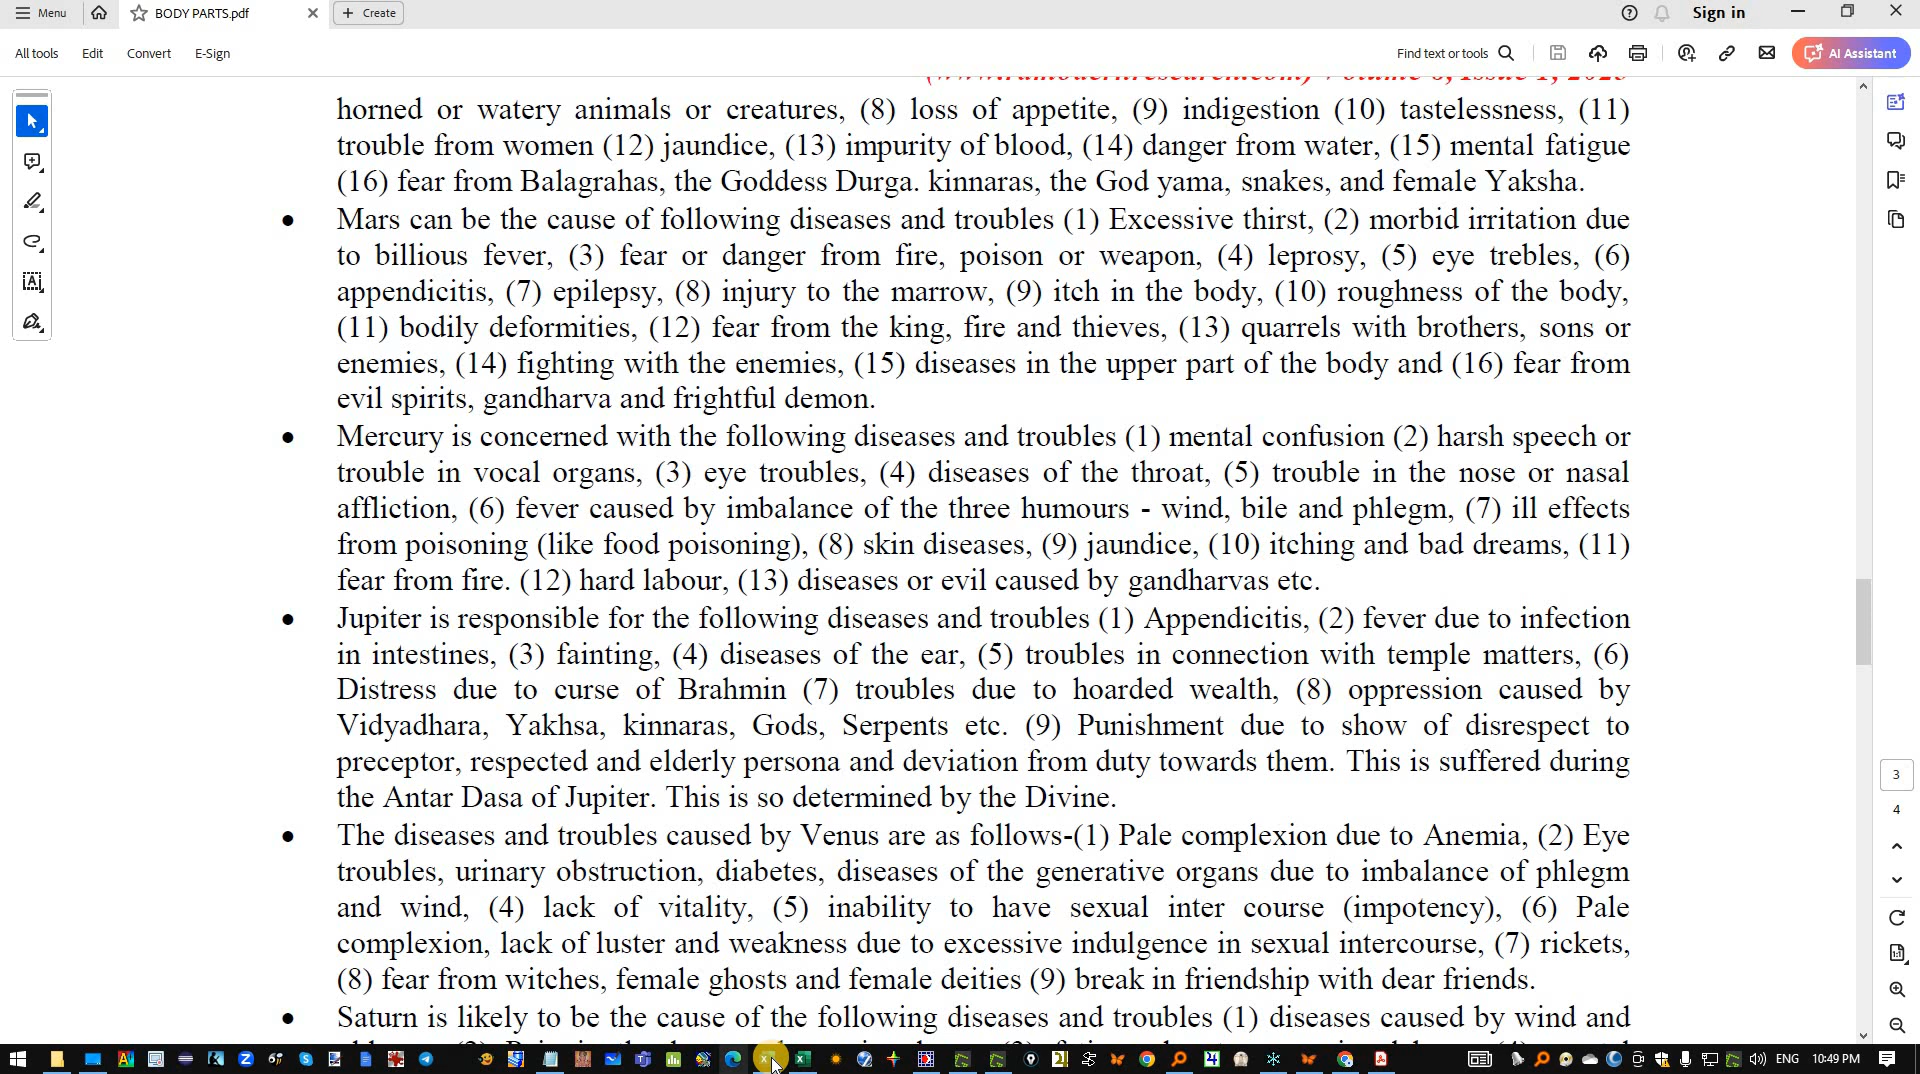 Menu
BODY PARTS.pdf
Create
Sign in
All tools
Edit
Convert
E-Sign
Find text or tools
AI Assistant
horned or watery animals or creatures, (8) loss of appetite, (9) indigestion (10) tastelessness, (11)
trouble from women (12) jaundice, (13) impurity of blood, (14) danger from water, (15) mental fatigue
(16) fear from Balagrahas, the Goddess Durga. kinnaras, the God yama, snakes, and female Yaksha.
• Mars can be the cause of following diseases and troubles (1) Excessive thirst, (2) morbid irritation due
to billious fever, (3) fear or danger from fire, poison or weapon, (4) leprosy, (5) eye trebles, (6)
appendicitis, (7) epilepsy, (8) injury to the marrow, (9) itch in the body, (10) roughness of the body,
(11) bodily deformities, (12) fear from the king, fire and thieves, (13) quarrels with brothers, sons or
enemies, (14) fighting with the enemies, (15) diseases in the upper part of the body and (16) fear from
evil spirits, gandharva and frightful demon.
• Mercury is concerned with the following diseases and troubles (1) mental confusion (2) harsh speech or
trouble in vocal organs, (3) eye troubles, (4) diseases of the throat, (5) trouble in the nose or nasal
affliction, (6) fever caused by imbalance of the three humours - wind, bile and phlegm, (7) ill effects
from poisoning (like food poisoning), (8) skin diseases, (9) jaundice, (10) itching and bad dreams, (11)
fear from fire. (12) hard labour, (13) diseases or evil caused by gandharvas etc.
• Jupiter is responsible for the following diseases and troubles (1) Appendicitis, (2) fever due to infection
in intestines, (3) fainting, (4) diseases of the ear, (5) troubles in connection with temple matters, (6)
Distress due to curse of Brahmin (7) troubles due to hoarded wealth, (8) oppression caused by
Vidyadhara, Yakhsa, kinnaras, Gods, Serpents etc. (9) Punishment due to show of disrespect to
preceptor, respected and elderly persona and deviation from duty towards them. This is suffered during
the Antar Dasa of Jupiter. This is so determined by the Divine.
• The diseases and troubles caused by Venus are as follows-(1) Pale complexion due to Anemia, (2) Eye
troubles, urinary obstruction, diabetes, diseases of the generative organs due to imbalance of phlegm
and wind, (4) lack of vitality, (5) inability to have sexual inter course (impotency), (6) Pale
complexion, lack of luster and weakness due to excessive indulgence in sexual intercourse, (7) rickets,
(8) fear from witches, female ghosts and female deities (9) break in friendship with dear friends.
• Saturn is likely to be the cause of the following diseases and troubles (1) diseases caused by wind and
3
4
ENG
10:49 PM